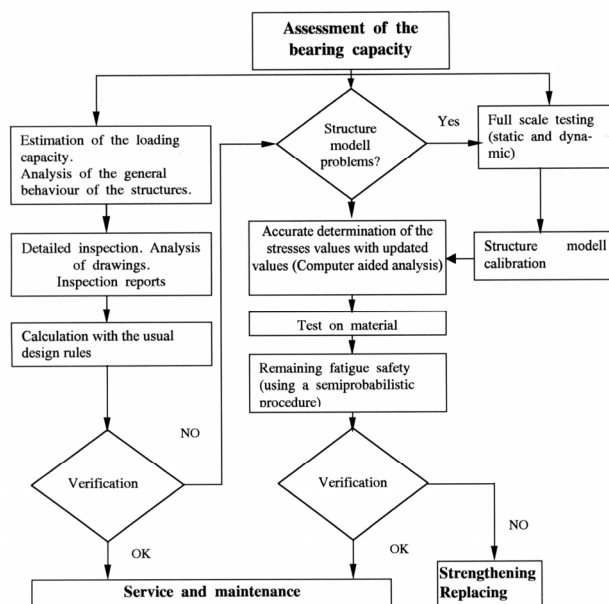 Assessment of the
bearing capacity
Estimation of the loading
capacity.
Analysis of the general
behaviour of the structures.
Detailed inspection. Analysis
of drawings.
Inspection reports
Calculation with the usual
design rules
NO
Verification
OK
Structure
modell
problems?
Yes
Full scale testing
(static and dyna-
mic)
Structure modell
calibration
Accurate determination of the
stresses values with updated
values (Computer aided analysis)
Test on material
Remaining fatigue safety
(using a semiprobabilistic
procedure)
Verification
NO
OK
Strengthening
Replacing
Service and maintenance